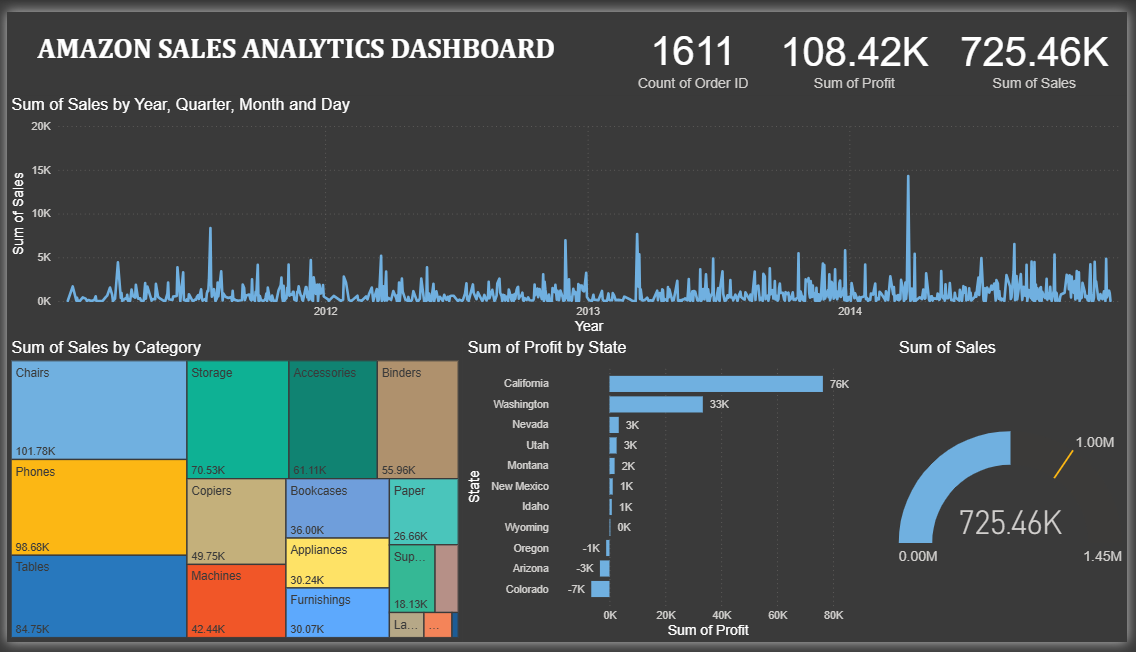 AMAZON SALES ANALYTICS DASHBOARD
1611
Count of Order ID
108.42K
Sum of Profit
725.46K
Sum of Sales
Sum of Sales by Year, Quarter, Month and Day
Sum of Sales
20K
15K
10K
5K
0K
2012
2013
2014
Year
Sum of Sales by Category
Chairs
101.78K
Phones
98.68K
Tables
84.75K
Storage
70.53K
Accessories
61.11K
Binders
55.96K
Copiers
49.75K
Machines
42.44K
Bookcases
36.00K
Appliances
30.24K
Furnishings
30.07K
Paper
26.66K
Sup...
18.13K
La...
...
Sum of Profit by State
State
California 76K
Washington 33K
Nevada 3K
Utah 3K
Montana 2K
New Mexico 1K
Idaho 1K
Wyoming 0K
Oregon -1K
Arizona -3K
Colorado -7K
0K 20K 40K 60K 80K
Sum of Profit
Sum of Sales
1.00M
725.46K
0.00M
1.45M